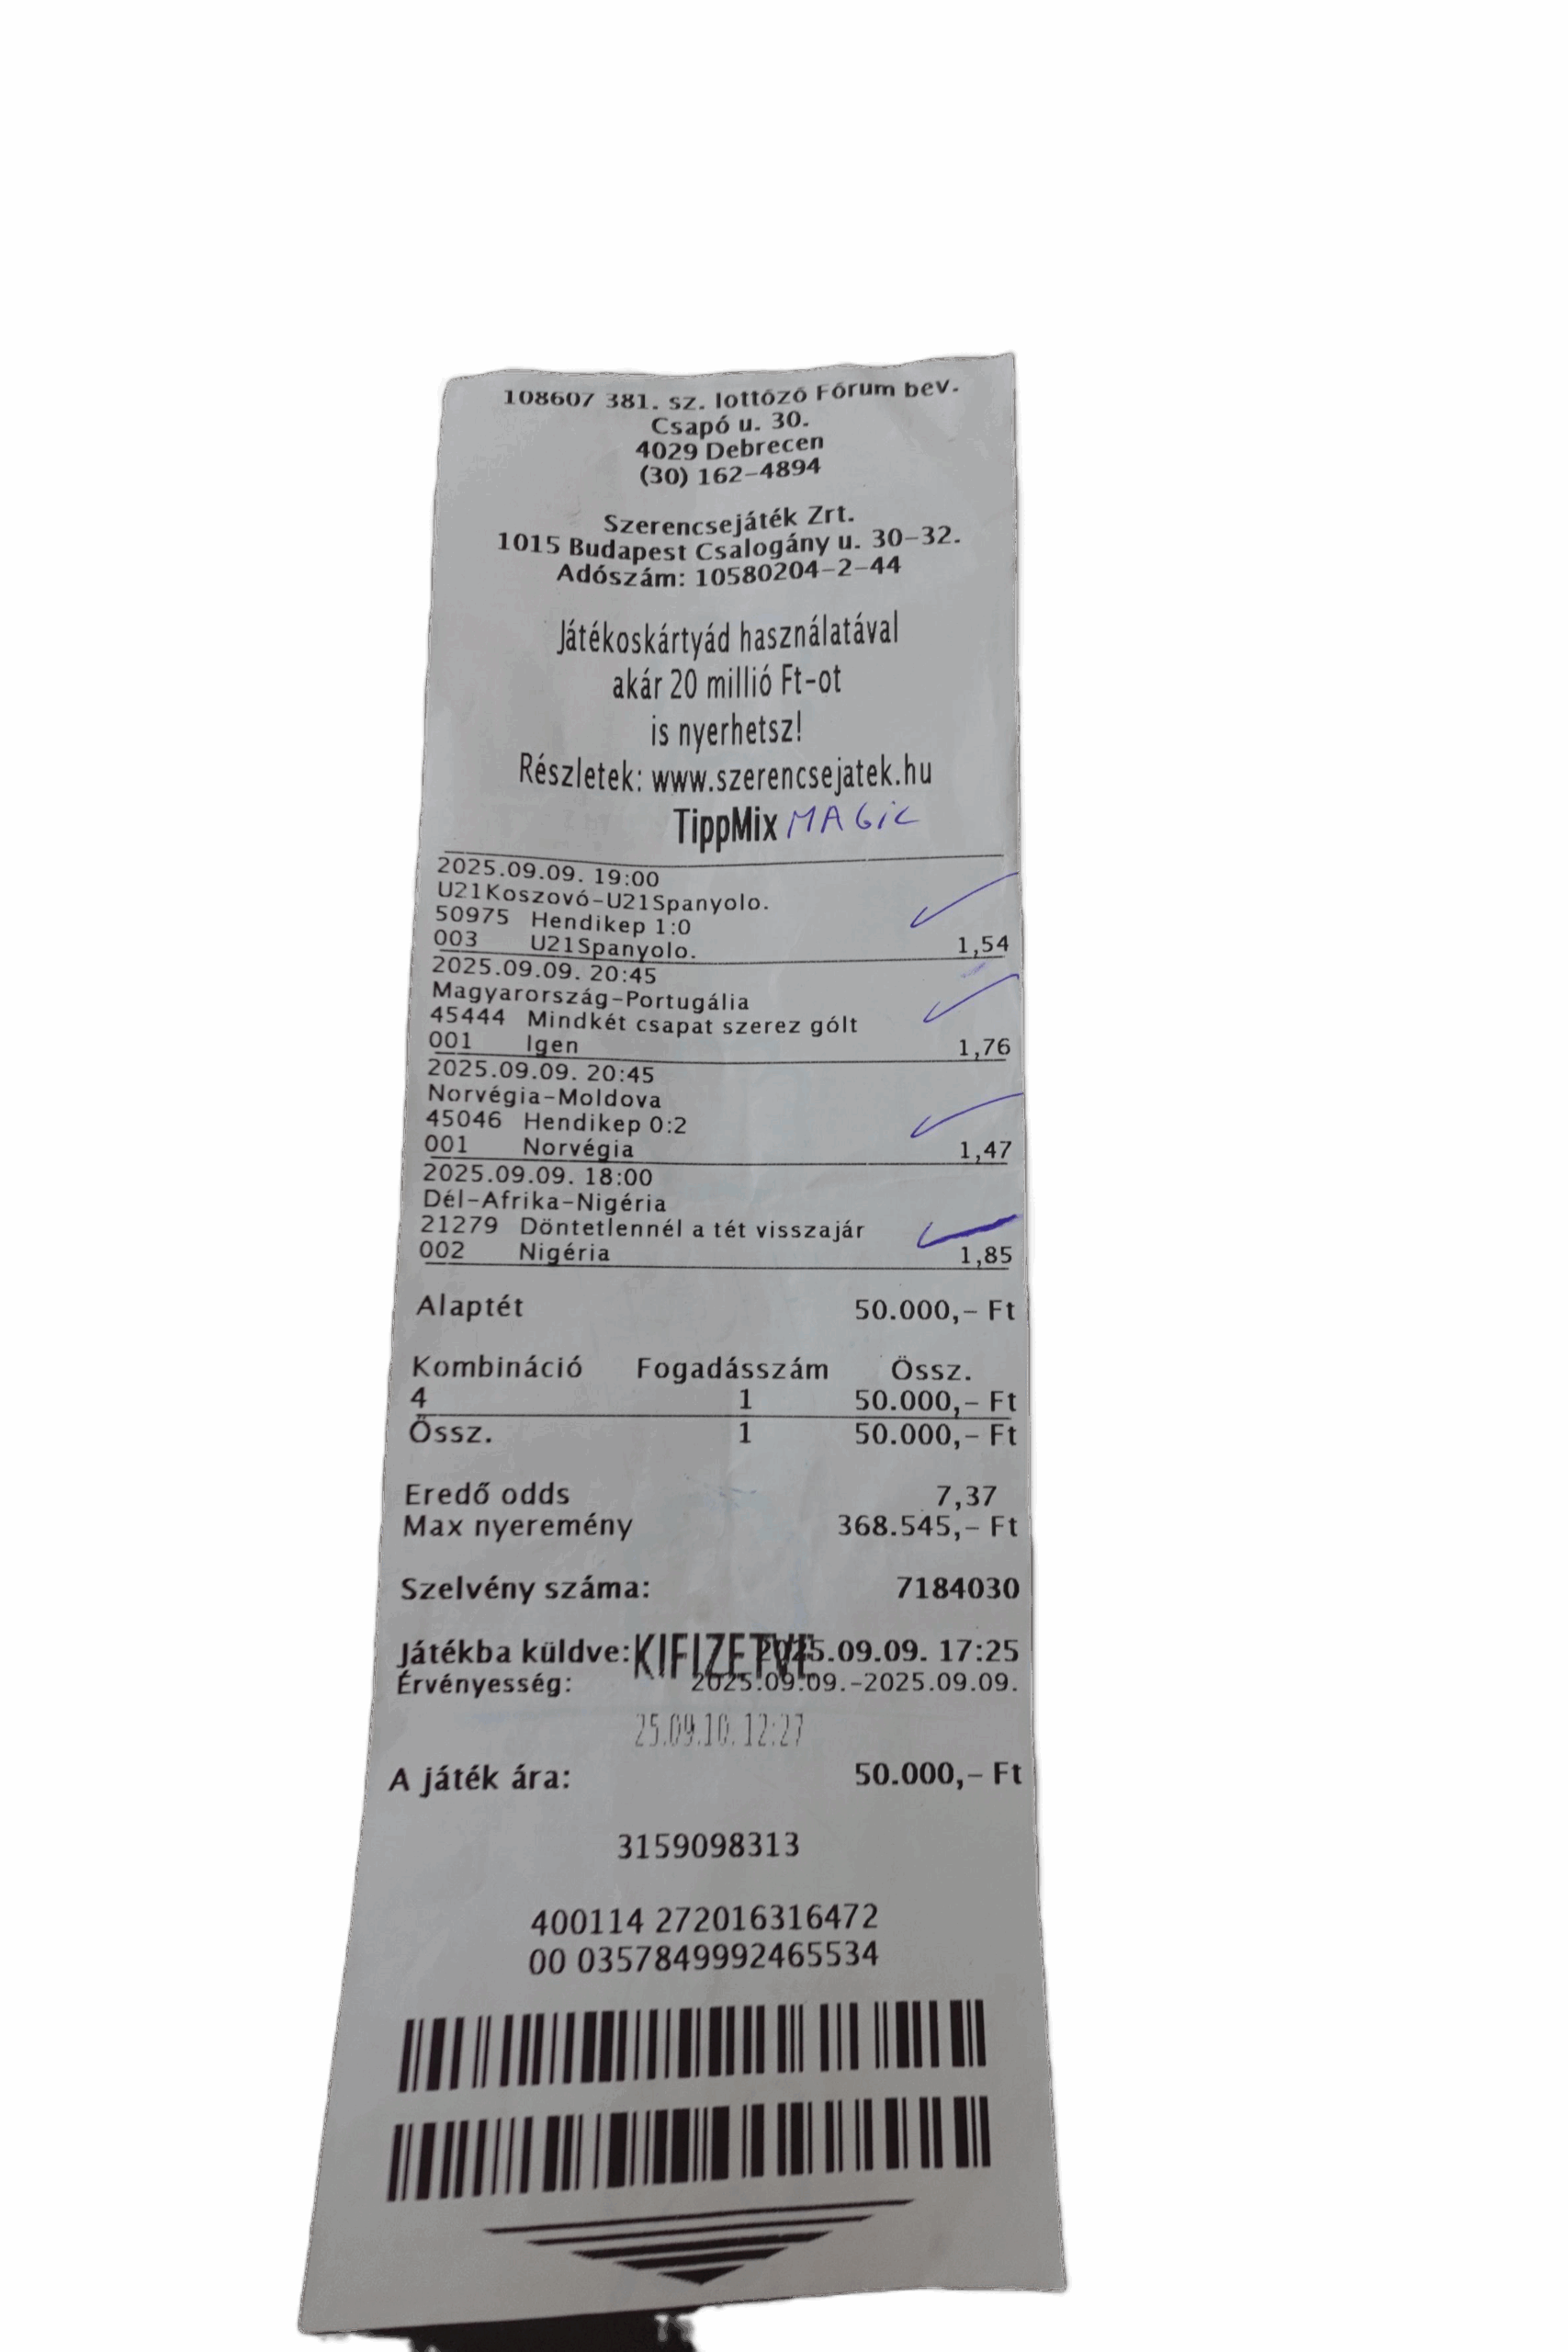 108607 381. sz. lottózó Fórum bev.
Csapó u. 30.
4029 Debrecen
(30) 162-4894
Szerencsejáték Zrt.
1015 Budapest Csalogány u. 30-32.
Adószám: 10580204-2-44
Játékoskártyád használatával
akár 20 millió Ft-ot
is nyerhetsz!
Részletek: www.szerencsejatek.hu
TippMix MAGIC
2025.09.09. 19:00
U21Koszovó-U21Spanyolo.
50975 Hendikep 1:0
003 U21Spanyolo. 1,54
2025.09.09. 20:45
Magyarország-Portugália
45444 Mindkét csapat szerez gólt
001 Igen 1,76
2025.09.09. 20:45
Norvégia-Moldova
45046 Hendikep 0:2
001 Norvégia 1,47
2025.09.09. 18:00
Dél-Afrika-Nigéria
21279 Döntetlennél a tét visszajár
002 Nigéria 1,85
Alaptét 50.000,- Ft
Kombináció Fogadásszám Össz.
4 1 50.000,- Ft
Össz. 1 50.000,- Ft
Eredő odds 7,37
Max nyeremény 368.545,- Ft
Szelvény száma: 7184030
Játékba küldve: 2025.09.09. 17:25
KIFIZETVE
Érvényesség: 2025.09.09.-2025.09.09.
25.09.10. 12:27
A játék ára: 50.000,- Ft
3159098313
400114 272016316472
00 0357849992465534